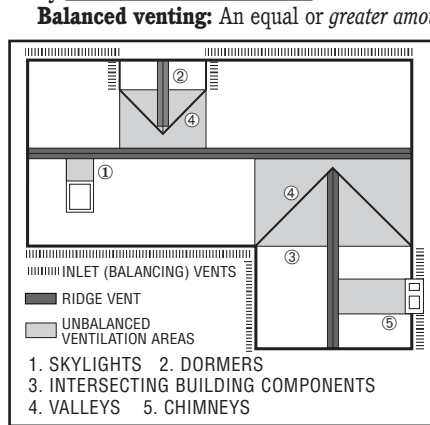 Balanced venting: An equal or greater
②
④
①
④
③
⑤
INLET (BALANCING) VENTS
RIDGE VENT
UNBALANCED
VENTILATION AREAS
1. SKYLIGHTS 2. DORMERS
3. INTERSECTING BUILDING COMPONENTS
4. VALLEYS 5. CHIMNEYS